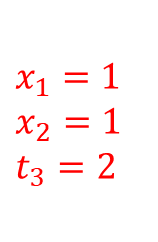 x₁ = 1
x₂ = 1
t₃ = 2